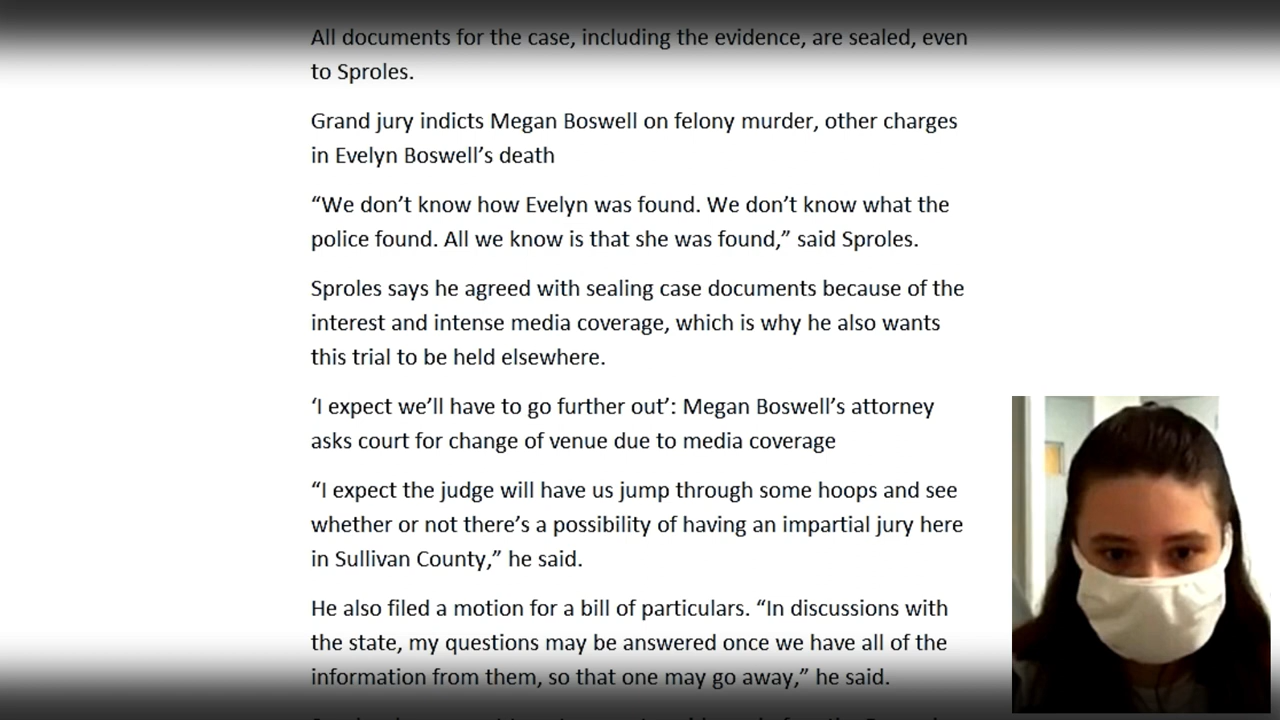 All documents for the case, including the evidence, are sealed, even
to Sproles.
Grand jury indicts Megan Boswell on felony murder, other charges
in Evelyn Boswell’s death
“We don’t know how Evelyn was found. We don’t know what the
police found. All we know is that she was found,” said Sproles.
Sproles says he agreed with sealing case documents because of the
interest and intense media coverage, which is why he also wants
this trial to be held elsewhere.
‘I expect we’ll have to go further out’: Megan Boswell’s attorney
asks court for change of venue due to media coverage
“I expect the judge will have us jump through some hoops and see
whether or not there’s a possibility of having an impartial jury here
in Sullivan County,” he said.
He also filed a motion for a bill of particulars. “In discussions with
the state, my questions may be answered once we have all of the
information from them, so that one may go away,” he said.